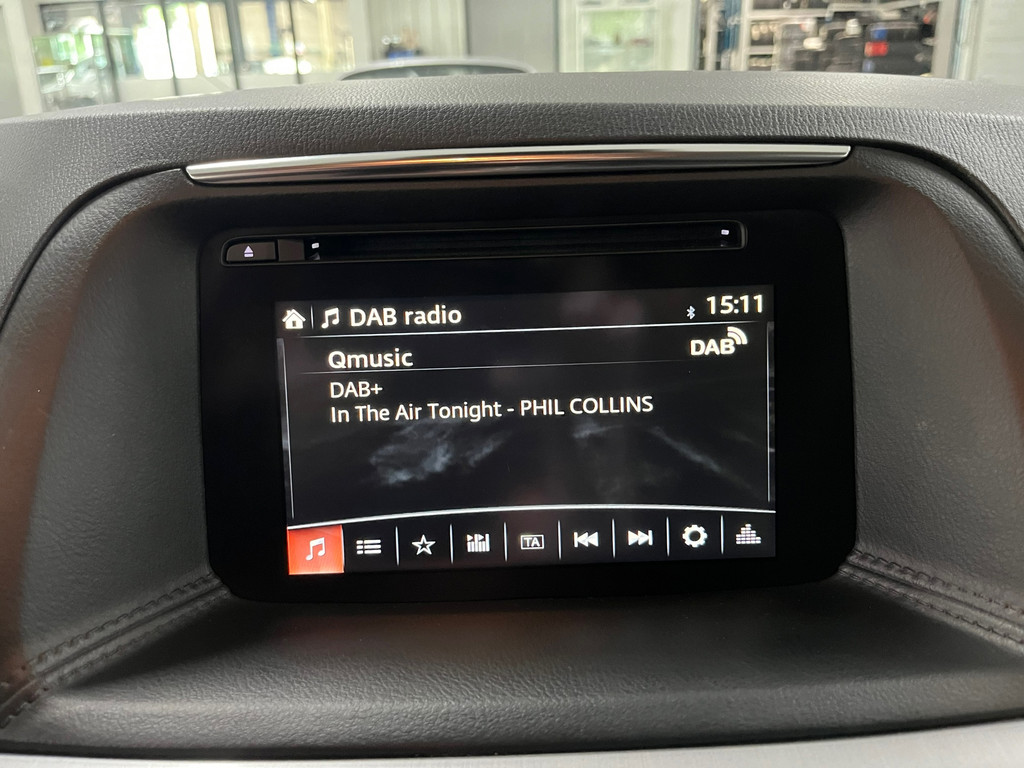 DAB radio 15:11
Qmusic DAB
DAB+
In The Air Tonight - PHIL COLLINS
TA